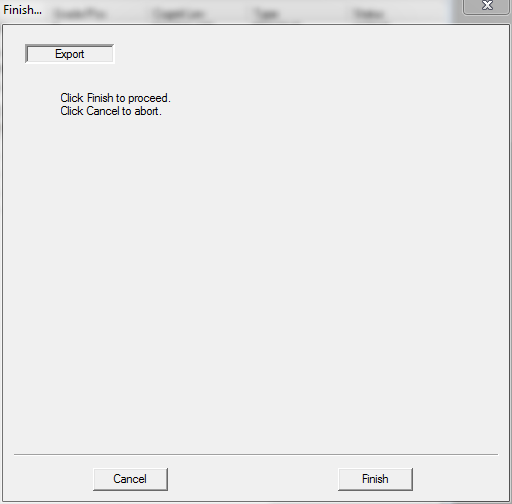 Finish...
Export
Click Finish to proceed.
Click Cancel to abort.
Cancel
Finish